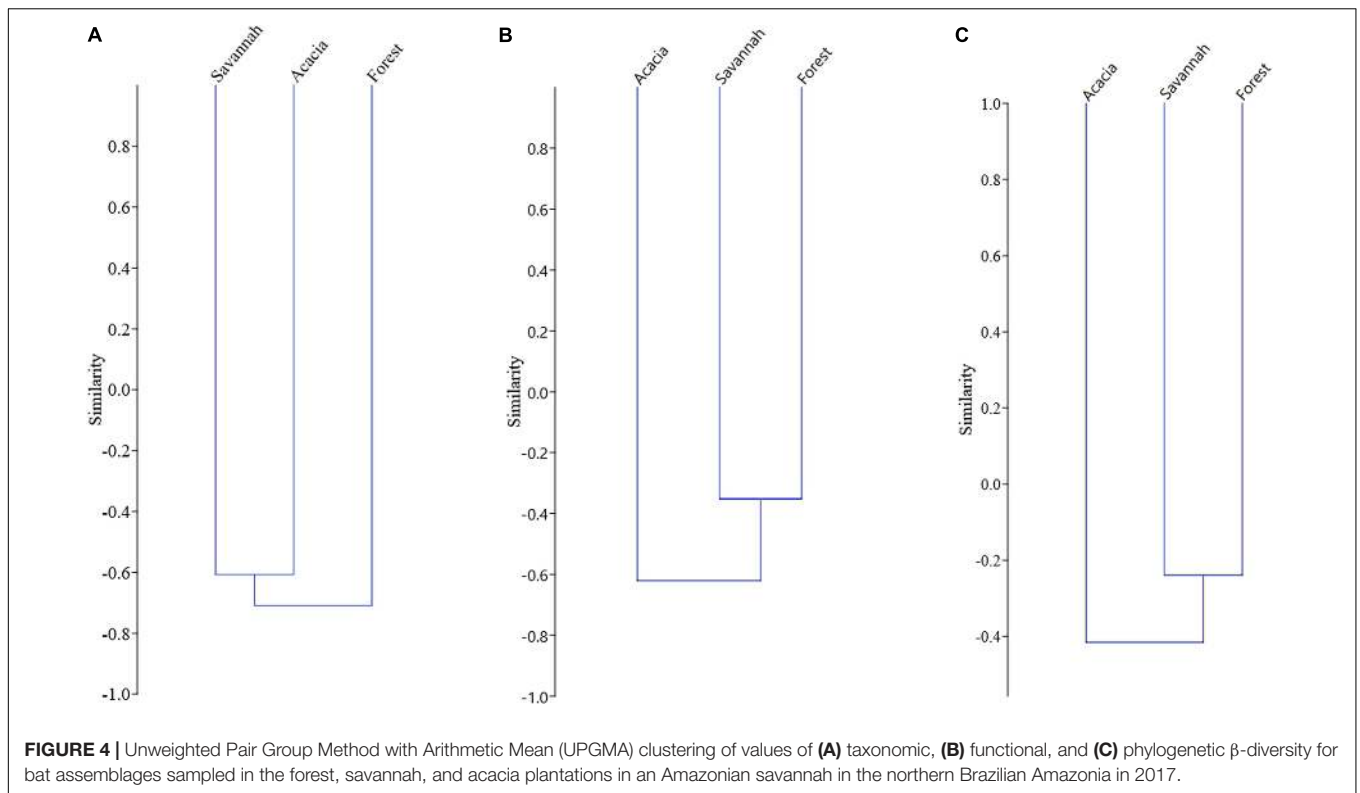 A
Savannah
Acacia
Forest
0.8
0.6
0.4
0.2
0.0
-0.2
-0.4
-0.6
-0.8
-1.0
Similarity
B
Acacia
Savannah
Forest
0.8
0.6
0.4
0.2
0.0
-0.2
-0.4
-0.6
-0.8
-1.0
Similarity
C
Acacia
Savannah
Forest
1.0
0.8
0.6
0.4
0.2
0.0
-0.2
-0.4
Similarity
FIGURE 4 | Unweighted Pair Group Method with Arithmetic Mean (UPGMA) clustering of values of (A) taxonomic, (B) functional, and (C) phylogenetic β-diversity for
bat assemblages sampled in the forest, savannah, and acacia plantations in an Amazonian savannah in the northern Brazilian Amazonia in 2017.